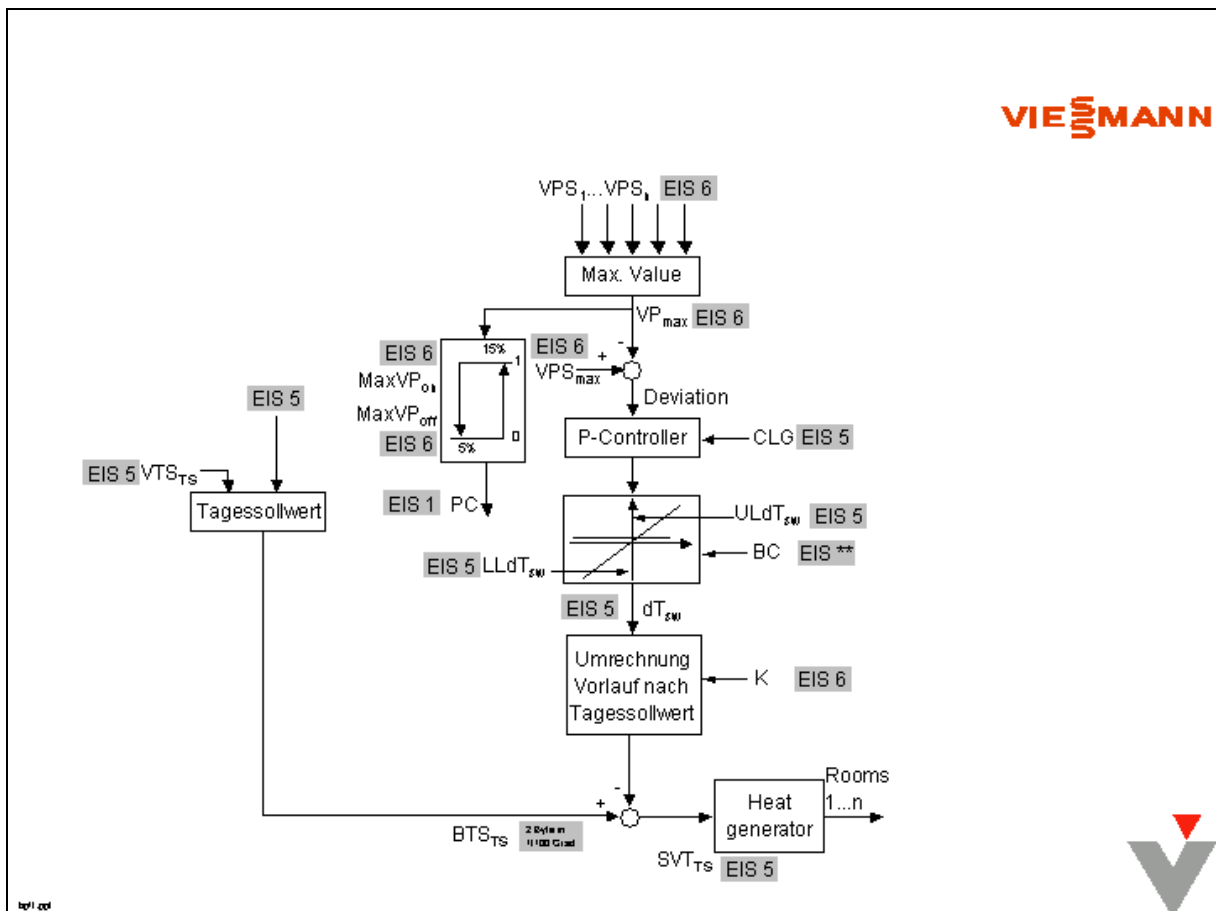 VIESMANN
VPS1...VPSn EIS 6
Max. Value
VPmax EIS 6
EIS 6
15%
1
MaxVPon
MaxVPoff
0
5%
EIS 6
EIS 6
+
-
VPSmax
Deviation
P-Controller
CLG EIS 5
EIS 5
EIS 5 VTSTS
Tagessollwert
EIS 1 PC
ULdTsw EIS 5
BC EIS **
EIS 5 LLdTsw
EIS 5 dTsw
Umrechnung
Vorlauf nach
Tagessollwert
K EIS 6
-
+
BTSTS
Heat
generator
Rooms
1...n
SVTTS EIS 5